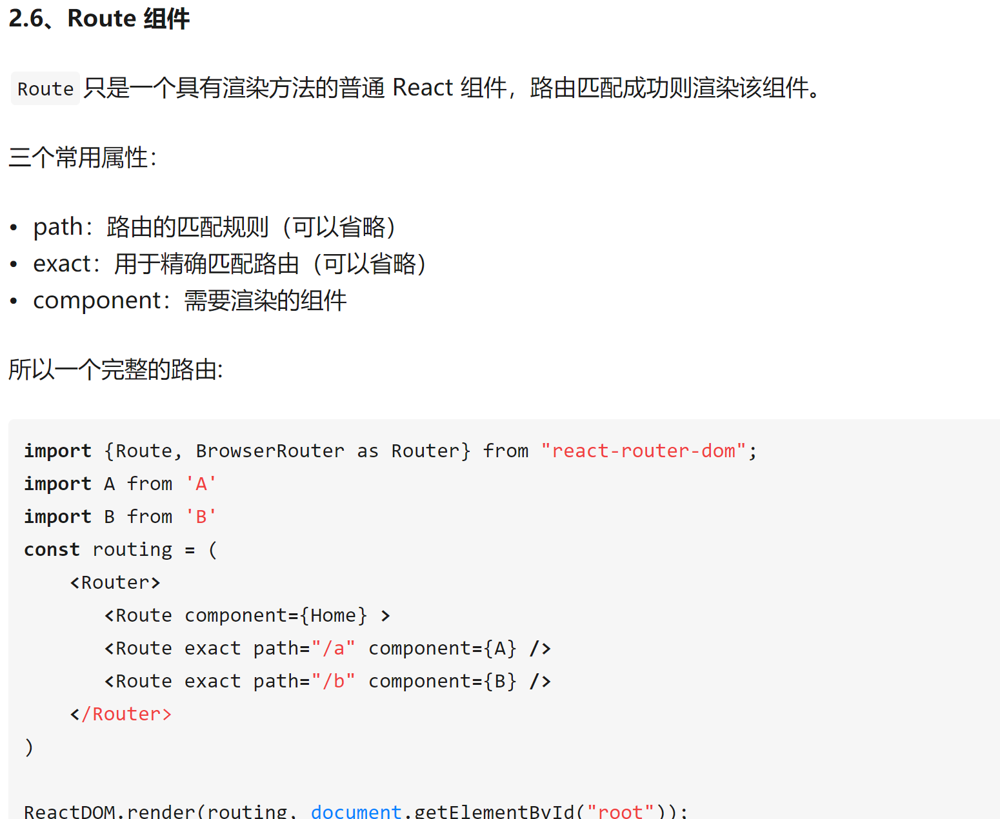 2.6、Route 组件
Route 只是一个具有渲染方法的普通 React 组件，路由匹配成功则渲染该组件。
三个常用属性：
• path：路由的匹配规则（可以省略）
• exact：用于精确匹配路由（可以省略）
• component：需要渲染的组件
所以一个完整的路由:
import {Route, BrowserRouter as Router} from "react-router-dom";
import A from 'A'
import B from 'B'
const routing = (
    <Router>
       <Route component={Home} >
       <Route exact path="/a" component={A} />
       <Route exact path="/b" component={B} />
    </Router>
)
ReactDOM.render(routing, document.getElementById("root"));